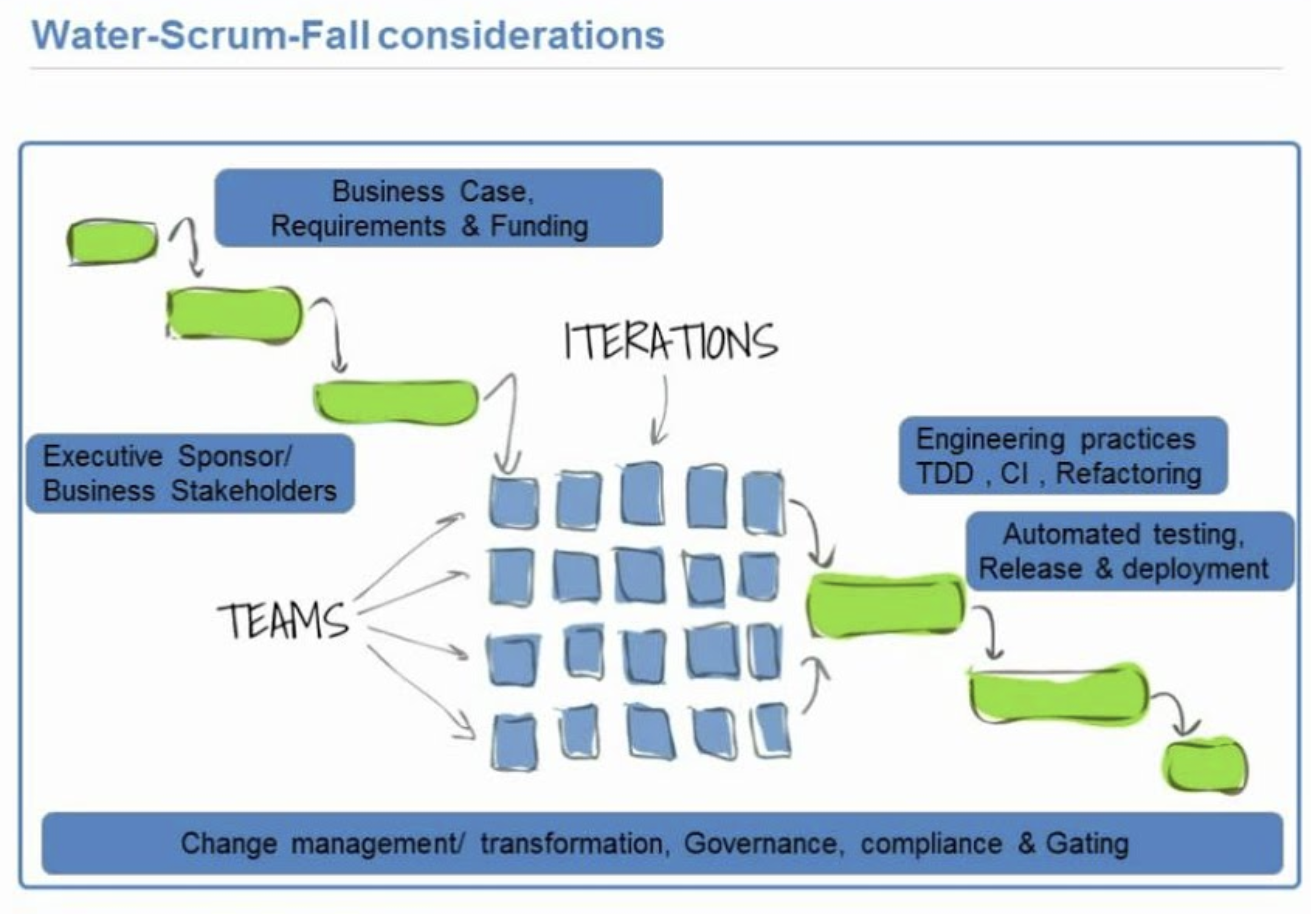 Water-Scrum-Fall considerations
Business Case,
Requirements & Funding
ITERATIONS
Executive Sponsor/
Business Stakeholders
Engineering practices
TDD , CI , Refactoring
Automated testing,
Release & deployment
TEAMS
Change management/ transformation, Governance, compliance & Gating